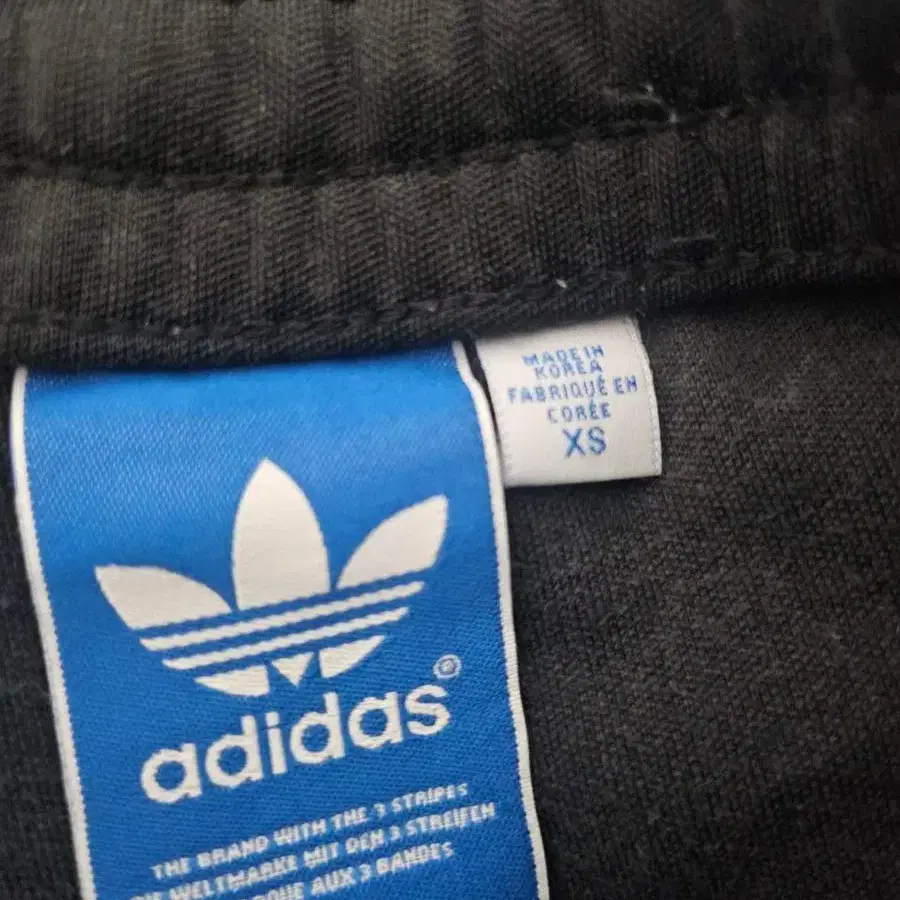 MADE IN
KOREA
FABRIQUÉ EN
CORÉE
XS
adidas®
THE BRAND WITH THE 3 STRIPES
DIE WELTMARKE MIT DEN 3 STREIFEN
AUX 3 BANDES